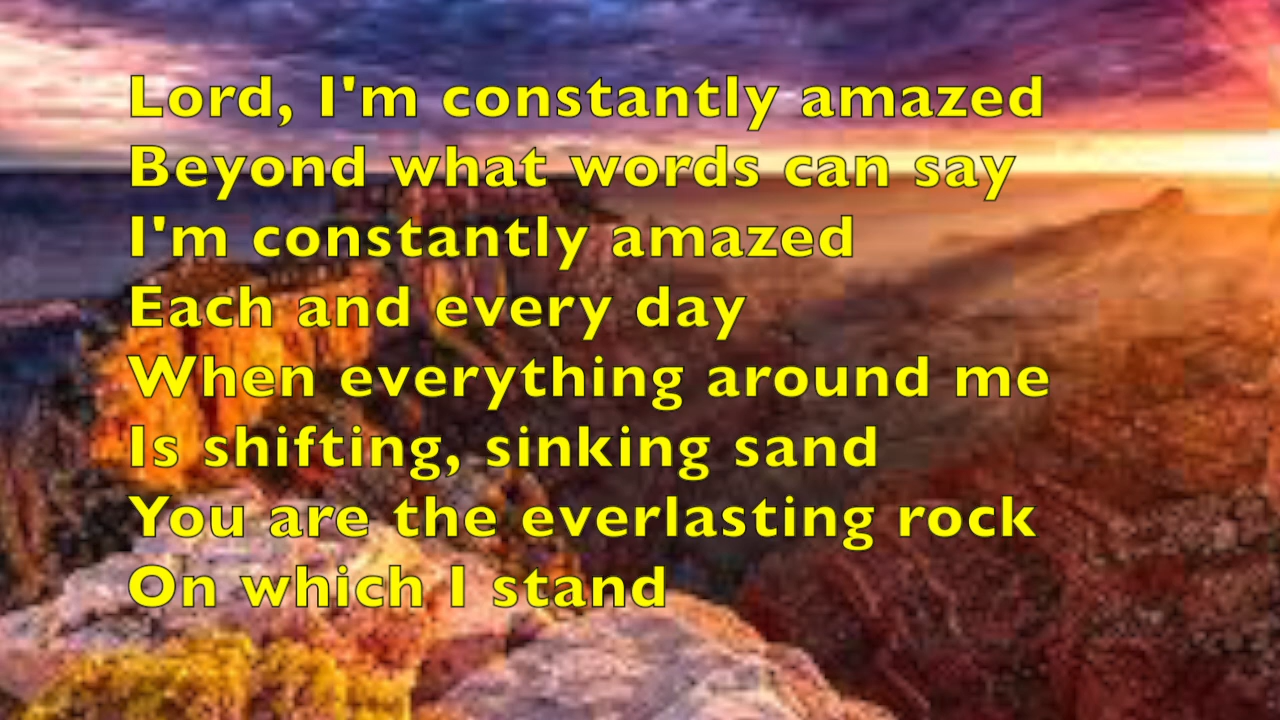 Lord, I'm constantly amazed
Beyond what words can say
I'm constantly amazed
Each and every day
When everything around me
Is shifting, sinking sand
You are the everlasting rock
On which I stand